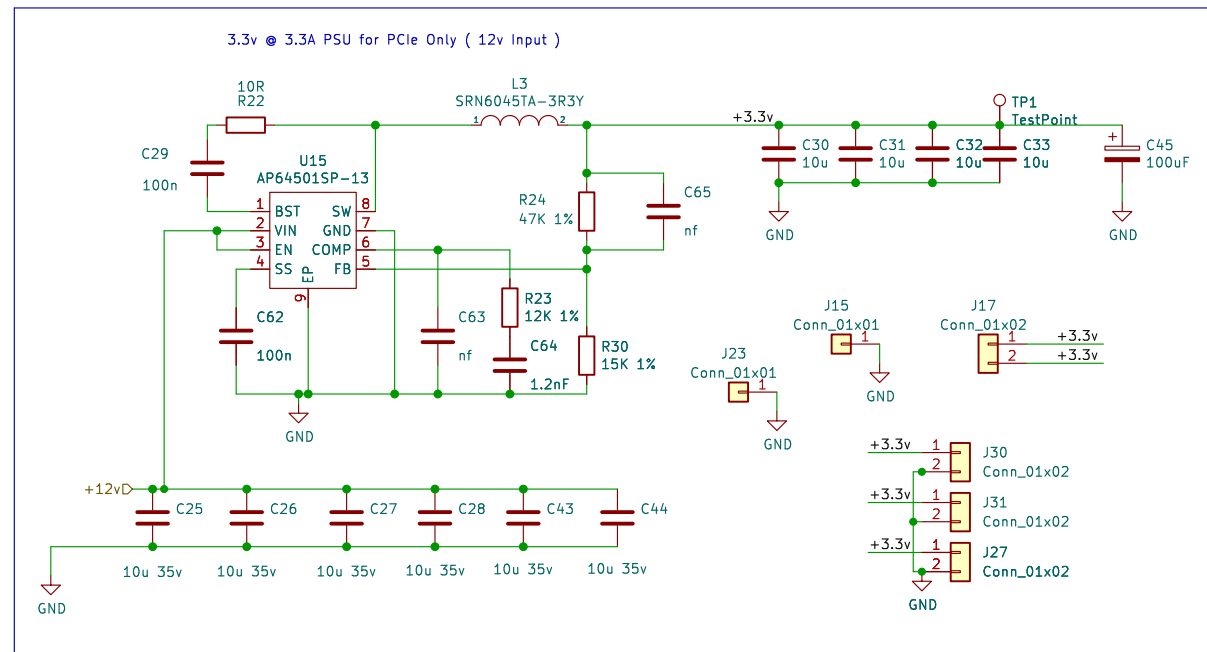 3.3v @ 3.3A PSU for PCIe Only ( 12v Input )
10R
R22
L3
SRN6045TA-3R3Y
1 2
+3.3v
TP1
TestPoint
C29
100n
U15
AP64501SP-13
C30
10u
C31
10u
C32
10u
C33
10u
+
C45
100uF
1 BST SW 8
2 VIN GND 7
3 EN COMP 6
4 SS FB 5
EP
9
R24
47K 1%
C65
nf
GND
GND
C62
100n
C63
nf
R23
12K 1%
C64
1.2nF
R30
15K 1%
GND
J15
Conn_01x01
1
GND
J17
Conn_01x02
1 +3.3v
2 +3.3v
J23
Conn_01x01
1
GND
+3.3v 1
2
J30
Conn_01x02
+3.3v 1
2
J31
Conn_01x02
+3.3v 1
2
J27
Conn_01x02
GND
+12v
C25
C26
C27
C28
C43
C44
10u 35v
10u 35v
10u 35v
10u 35v
10u 35v
10u 35v
GND